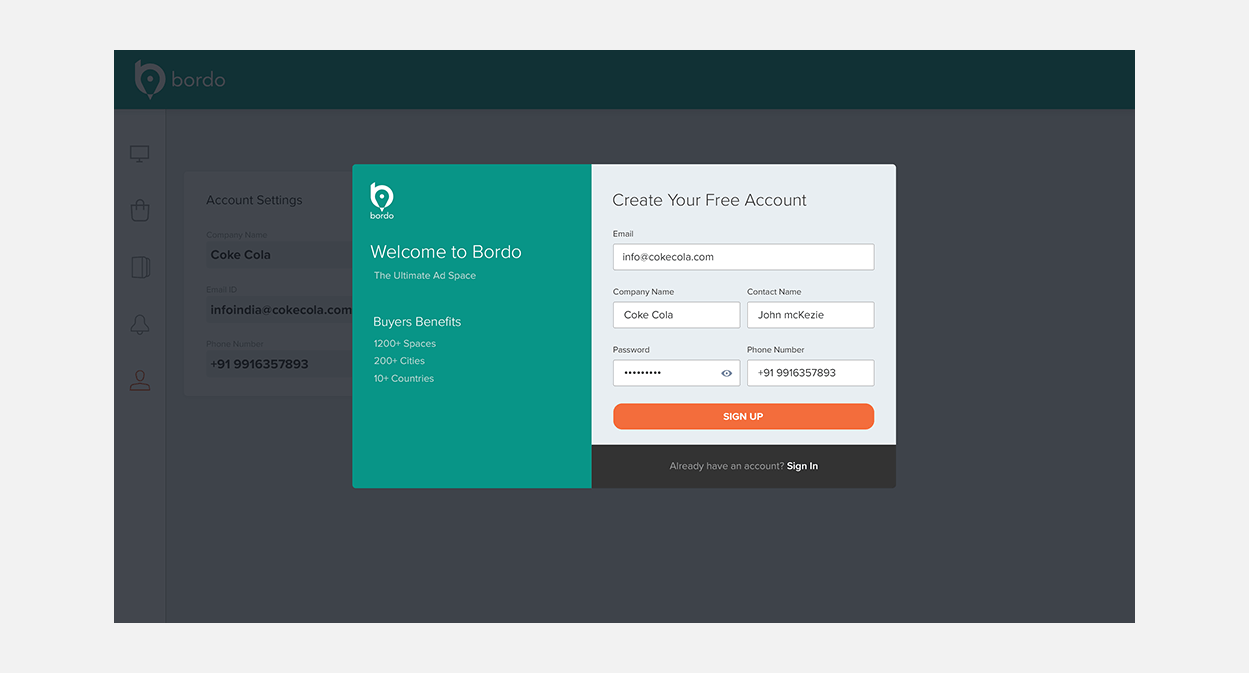 bordo
Account Settings
Company Name
Coke Cola
Email ID
infoindia@cokecola.com
Phone Number
+91 9916357893
bordo
Welcome to Bordo
The Ultimate Ad Space
Buyers Benefits
1200+ Spaces
200+ Cities
10+ Countries
Create Your Free Account
Email
info@cokecola.com
Company Name Contact Name
Coke Cola John mcKezie
Password Phone Number
••••••••• +91 9916357893
SIGN UP
Already have an account? Sign In